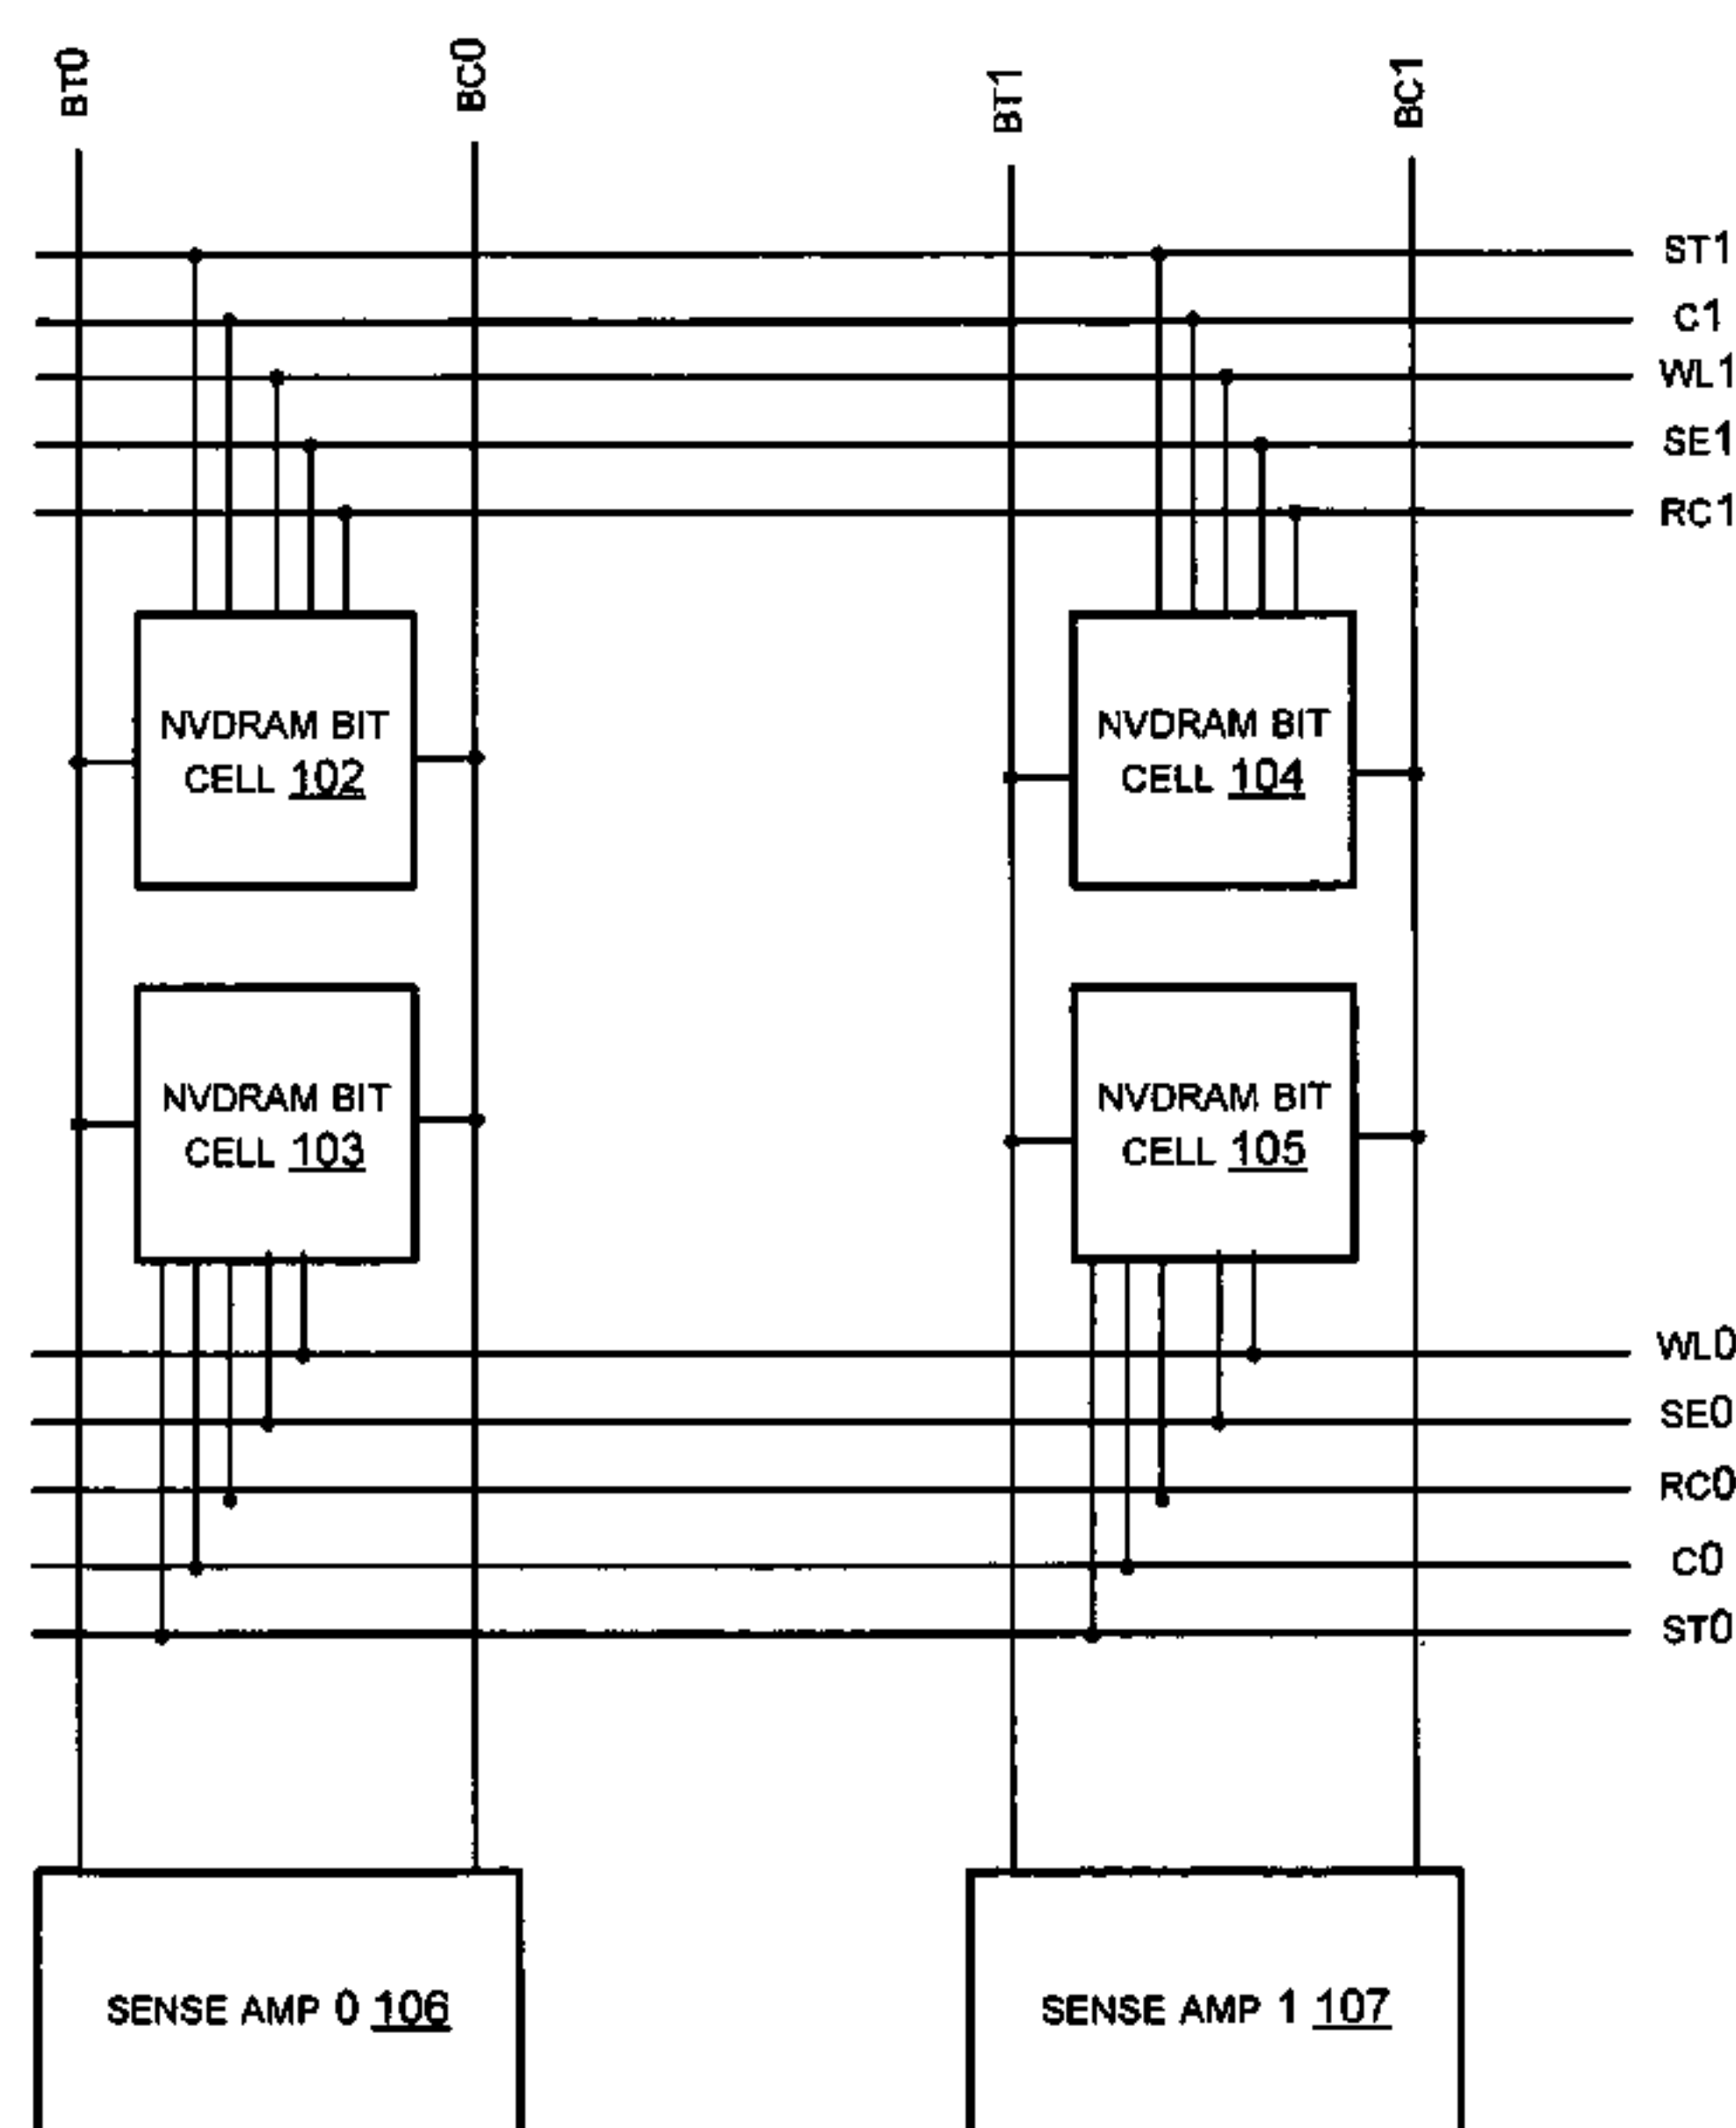 BT0
BC0
BT1
BC1
ST1
C1
WL1
SE1
RC1
NVDRAM BIT
CELL 102
NVDRAM BIT
CELL 104
NVDRAM BIT
CELL 103
NVDRAM BIT
CELL 105
WL0
SE0
RC0
C0
ST0
SENSE AMP 0 106
SENSE AMP 1 107